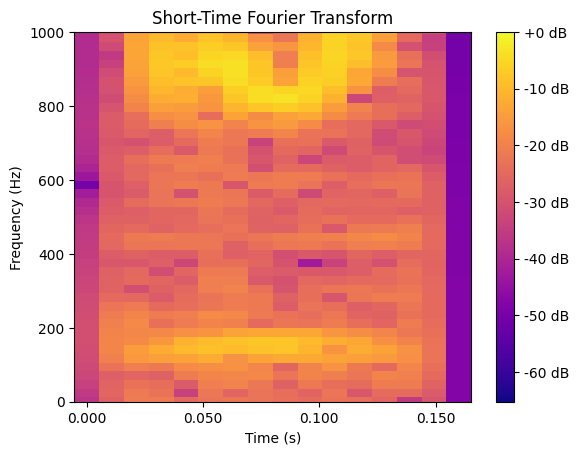 Short-Time Fourier Transform
1000
800
600
400
200
0
Frequency (Hz)
0.000
0.050
0.100
0.150
Time (s)
+0 dB
-10 dB
-20 dB
-30 dB
-40 dB
-50 dB
-60 dB